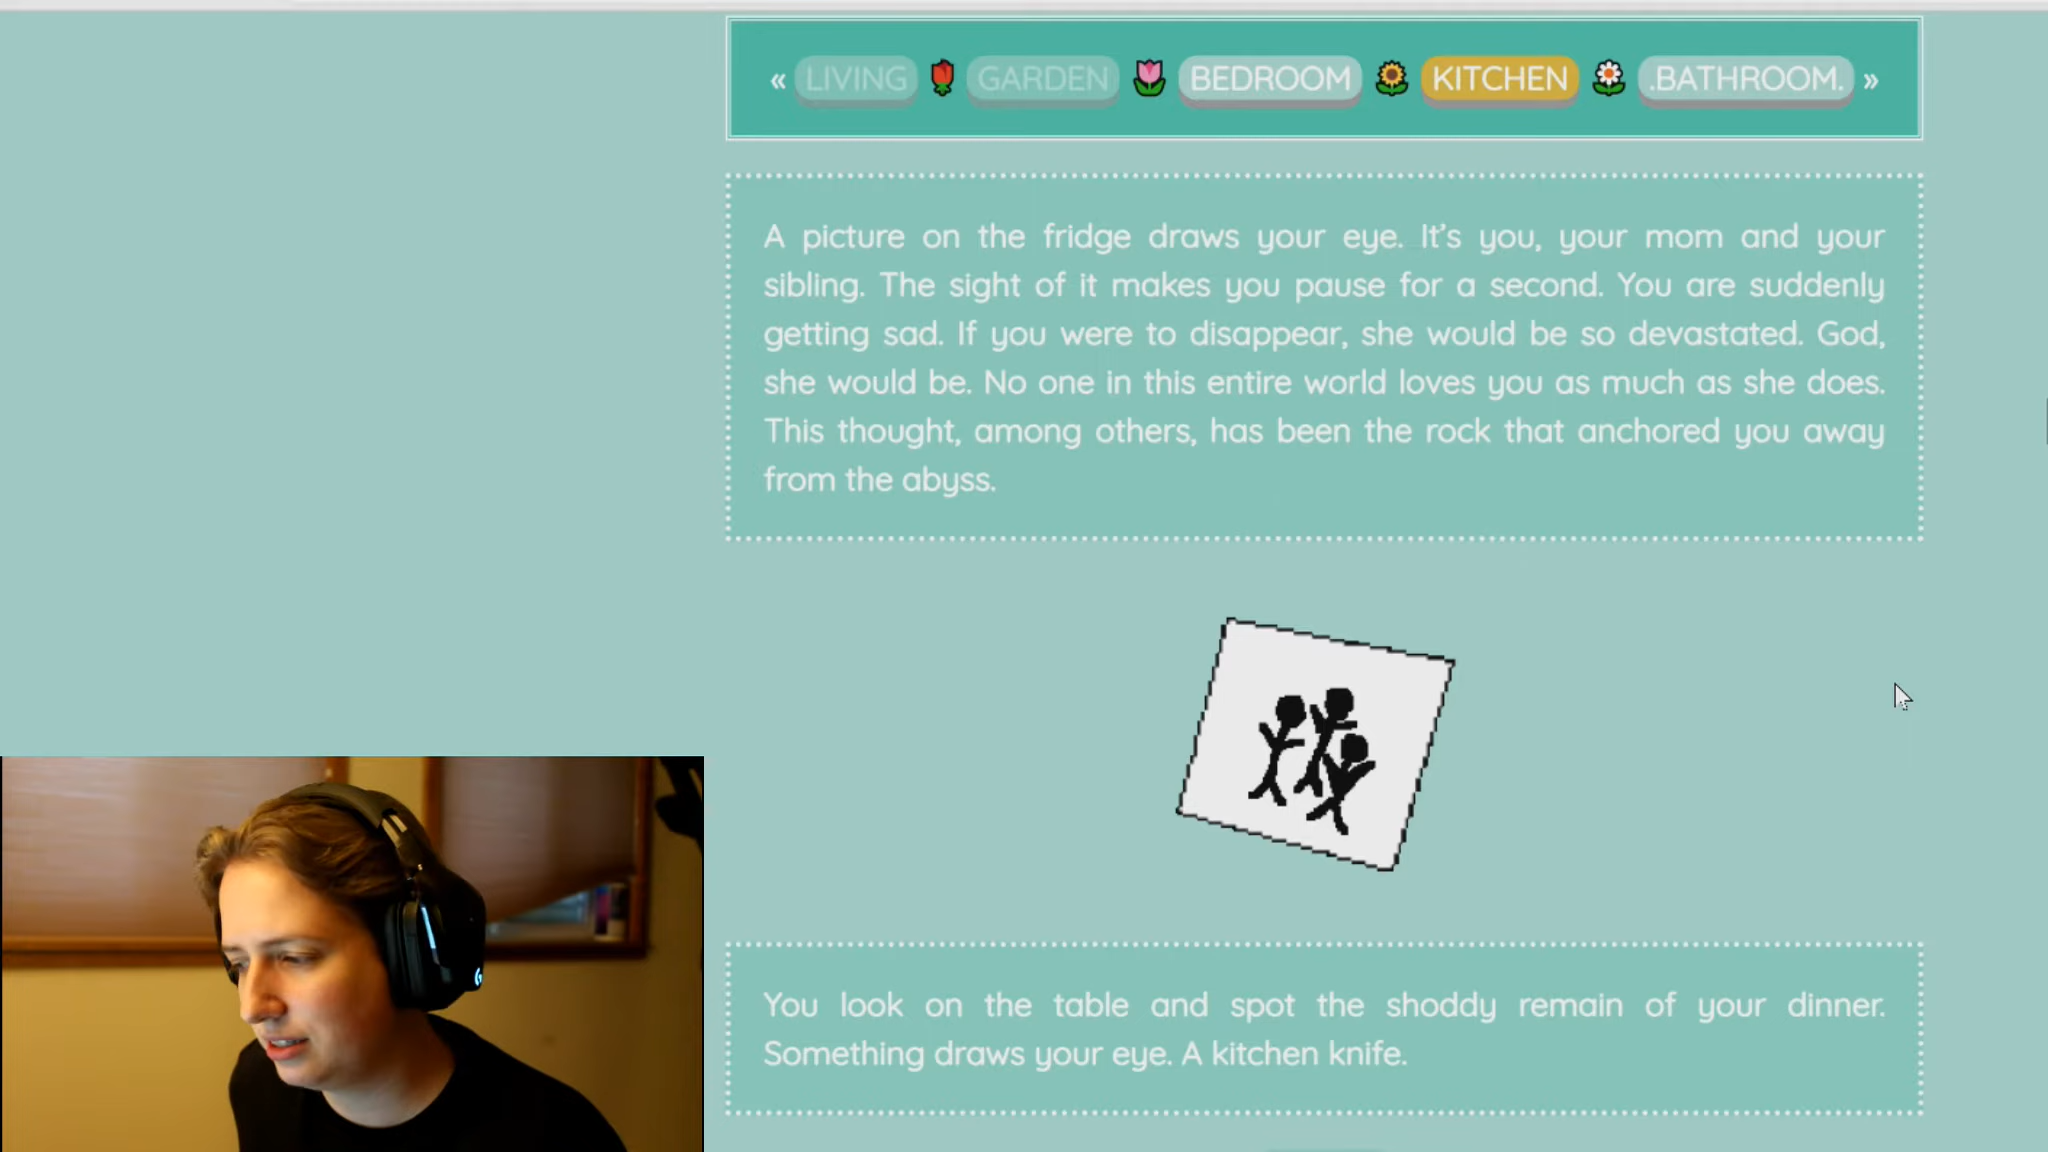 « LIVING GARDEN BEDROOM KITCHEN .BATHROOM. »
A picture on the fridge draws your eye. It's you, your mom and your
sibling. The sight of it makes you pause for a second. You are suddenly
getting sad. If you were to disappear, she would be so devastated. God,
she would be. No one in this entire world loves you as much as she does.
This thought, among others, has been the rock that anchored you away
from the abyss.
You look on the table and spot the shoddy remain of your dinner.
Something draws your eye. A kitchen knife.